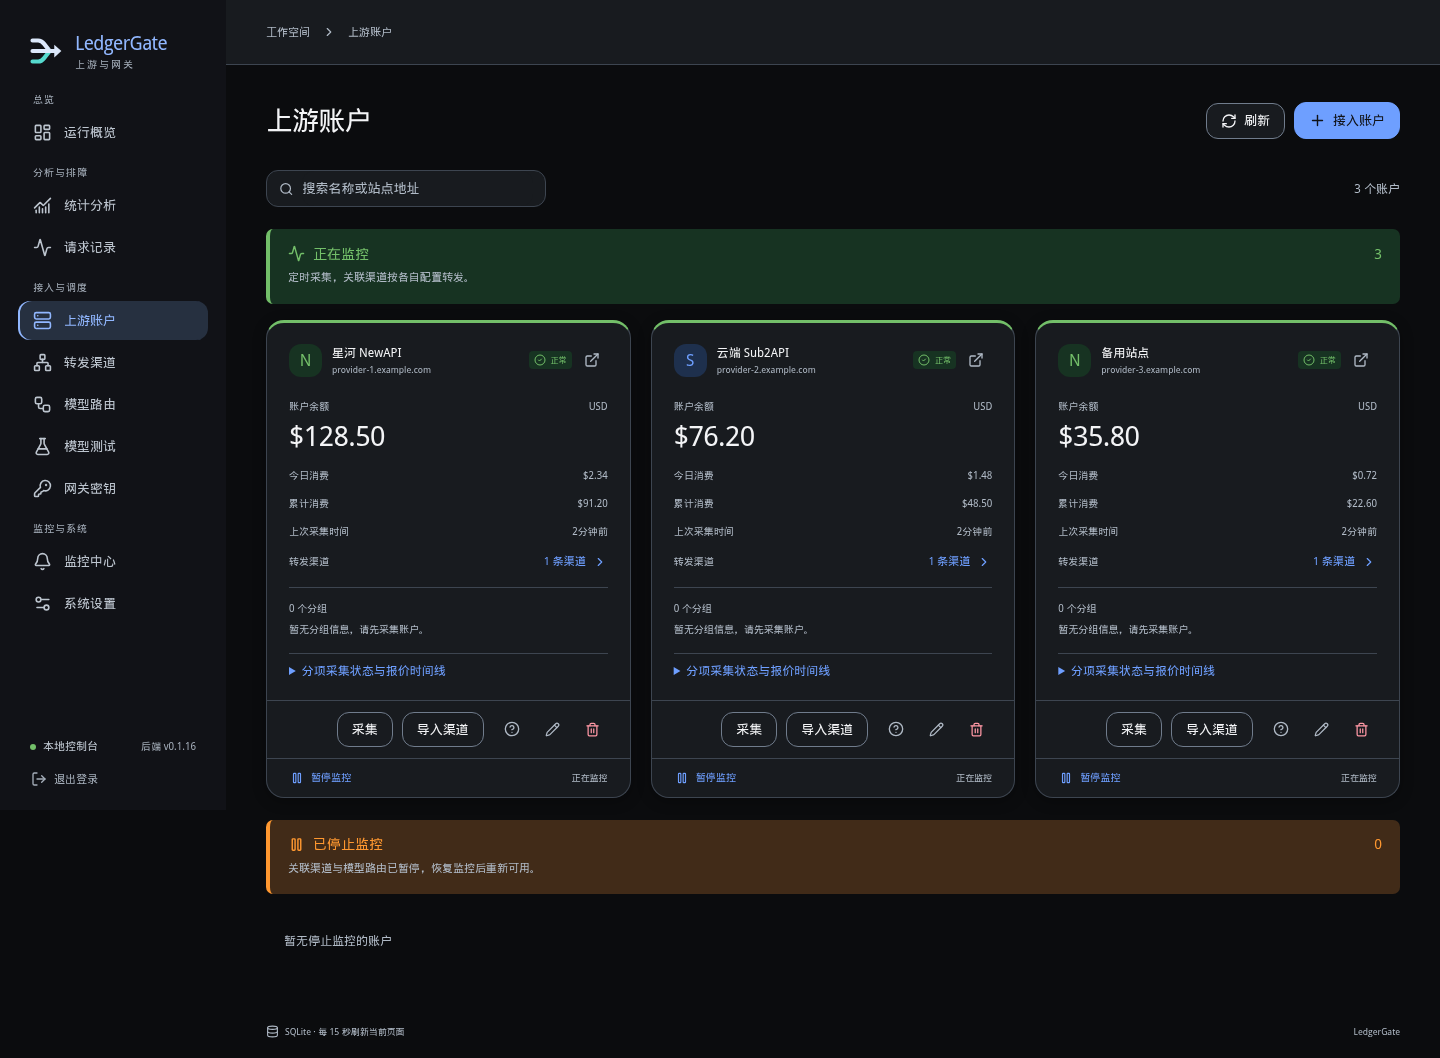 LedgerGate
上游与网关
总览
运行概览
分析与排障
统计分析
请求记录
接入与调度
上游账户
转发渠道
模型路由
模型测试
网关密钥
监控与系统
监控中心
系统设置
本地控制台
后端 v0.1.16
退出登录
工作空间
上游账户
上游账户
刷新
接入账户
搜索名称或站点地址
3 个账户
正在监控
3
定时采集，关联渠道按各自配置转发。
N
星河 NewAPI
provider-1.example.com
正常
账户余额
USD
$128.50
今日消费
$2.34
累计消费
$91.20
上次采集时间
2分钟前
转发渠道
1 条渠道
0 个分组
暂无分组信息，请先采集账户。
分项采集状态与报价时间线
采集
导入渠道
暂停监控
正在监控
S
云端 Sub2API
provider-2.example.com
正常
账户余额
USD
$76.20
今日消费
$1.48
累计消费
$48.50
上次采集时间
2分钟前
转发渠道
1 条渠道
0 个分组
暂无分组信息，请先采集账户。
分项采集状态与报价时间线
采集
导入渠道
暂停监控
正在监控
N
备用站点
provider-3.example.com
正常
账户余额
USD
$35.80
今日消费
$0.72
累计消费
$22.60
上次采集时间
2分钟前
转发渠道
1 条渠道
0 个分组
暂无分组信息，请先采集账户。
分项采集状态与报价时间线
采集
导入渠道
暂停监控
正在监控
已停止监控
0
关联渠道与模型路由已暂停，恢复监控后重新可用。
暂无停止监控的账户
SQLite · 每 15 秒刷新当前页面
LedgerGate